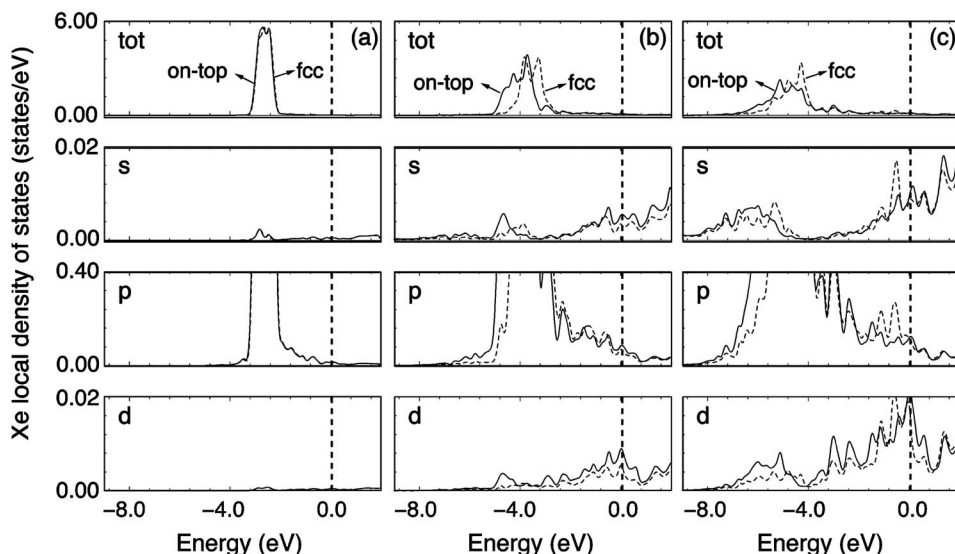 6.00 tot (a) tot (b) tot (c)
on-top fcc on-top fcc on-top fcc
0.00
0.02 s s s
0.00
0.40 p p p
0.00
0.02 d d d
0.00
−8.0 −4.0 0.0 −8.0 −4.0 0.0 −8.0 −4.0 0.0
Energy (eV) Energy (eV) Energy (eV)
Xe local density of states (states/eV)